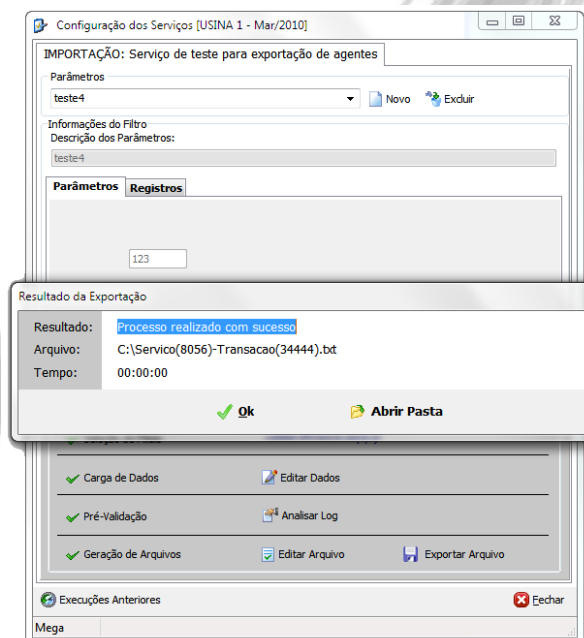 Configuração dos Serviços [USINA 1 - Mar/2010]
IMPORTAÇÃO: Serviço de teste para exportação de agentes
Parâmetros
teste4 Novo Excluir
Informações do Filtro
Descrição dos Parâmetros:
teste4
Parâmetros Registros
123
Resultado da Exportação
Resultado: Processo realizado com sucesso
Arquivo: C:\Servico(8056)-Transacao(34444).txt
Tempo: 00:00:00
Ok Abrir Pasta
Carga de Dados Editar Dados
Pré-Validação Analisar Log
Geração de Arquivos Editar Arquivo Exportar Arquivo
Execuções Anteriores Fechar
Mega